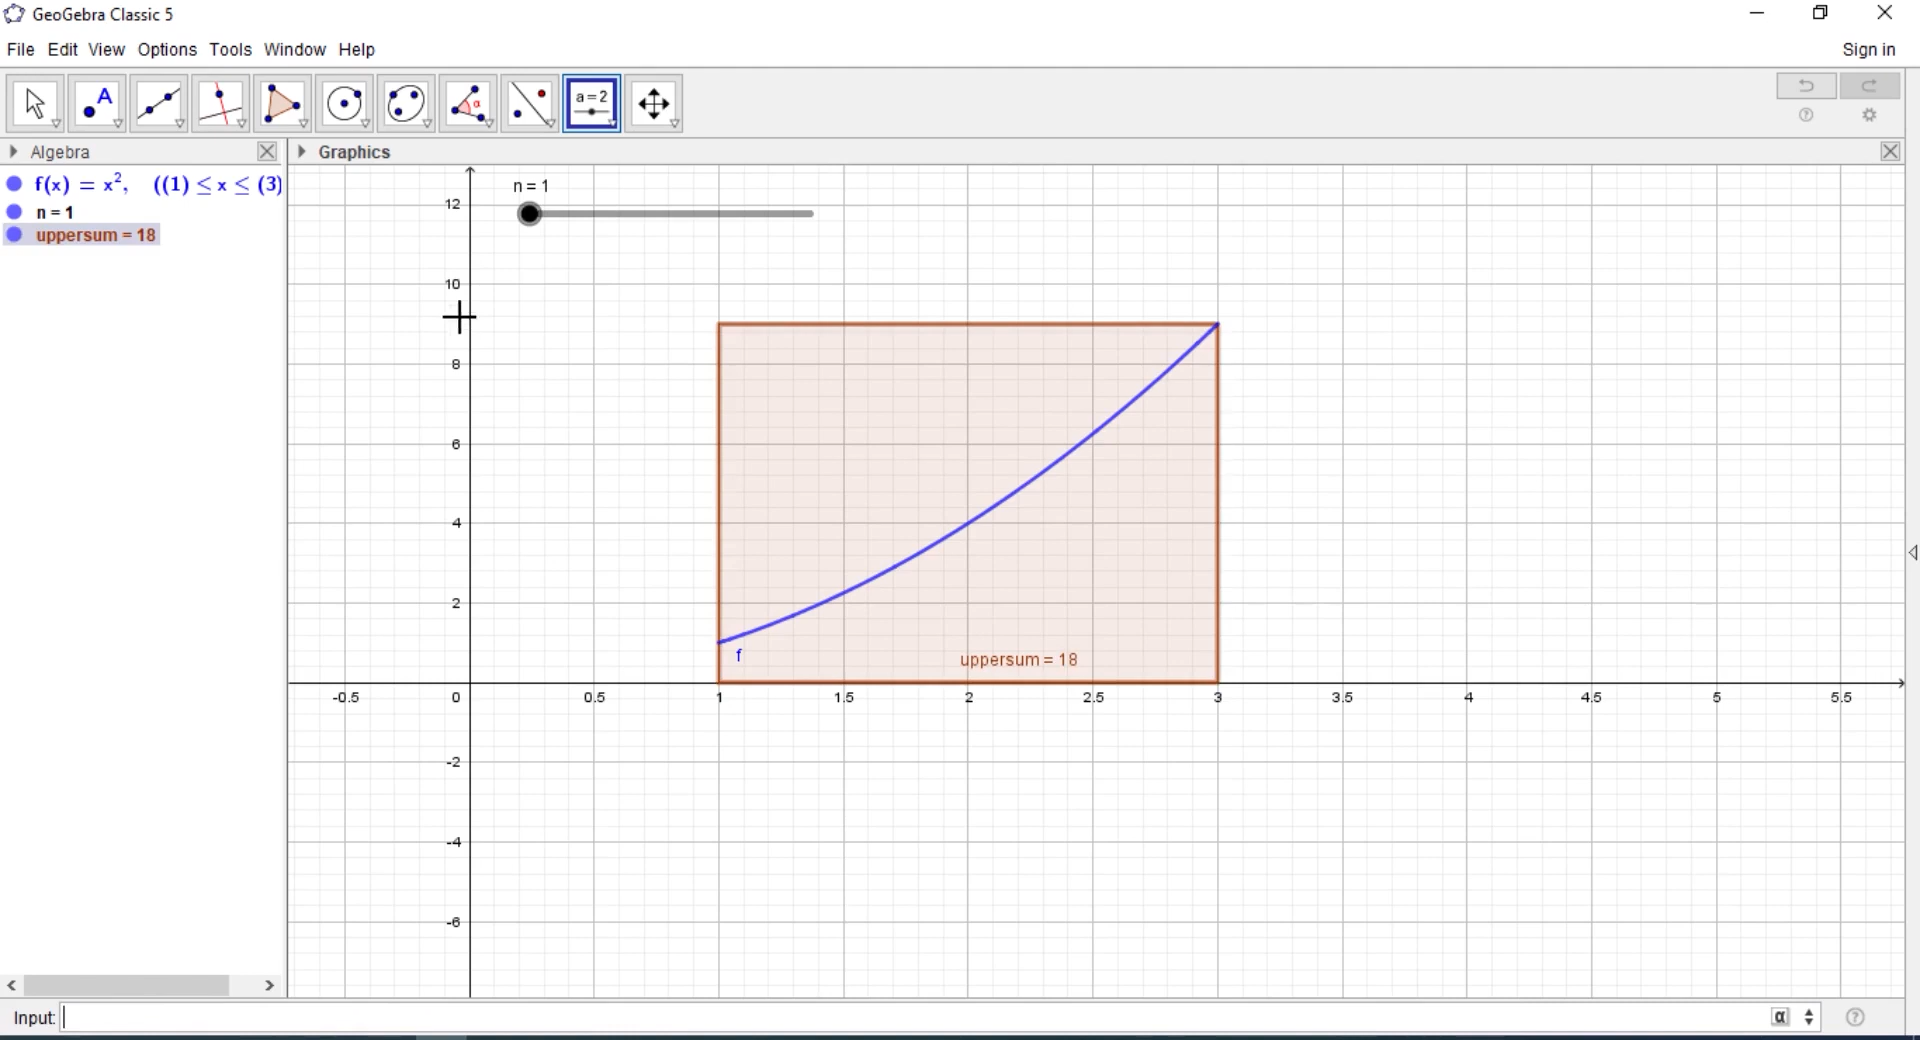 GeoGebra Classic 5
File Edit View Options Tools Window Help
Sign in
A
α
a = 2
Algebra
Graphics
f(x) = x², ((1) ≤ x ≤ (3)
n = 1
uppersum = 18
n = 1
12
10
8
6
4
2
f
uppersum = 18
-0.5 0 0.5 1 1.5 2 2.5 3 3.5 4 4.5 5 5.5
-2
-4
-6
Input:
α